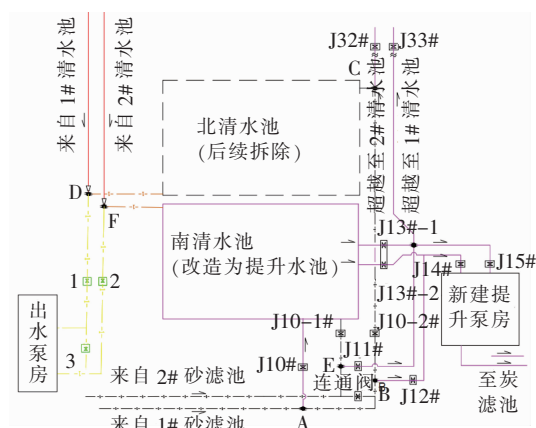 J32#
J33#
C
来自1#清水池
来自2#清水池
北清水池
(后续拆除)
超越至2#清水池
超越至1#清水池
D
F
南清水池
(改造为提升水池)
J13#-1
J14#
J15#
1
2
J13#-2
新建提
升泵房
出水泵房
J10-1#
J10-2#
3
J10#
E
J11#
来自2#砂滤池
连通阀
B
J12#
至炭
滤池
来自1#砂滤池
A